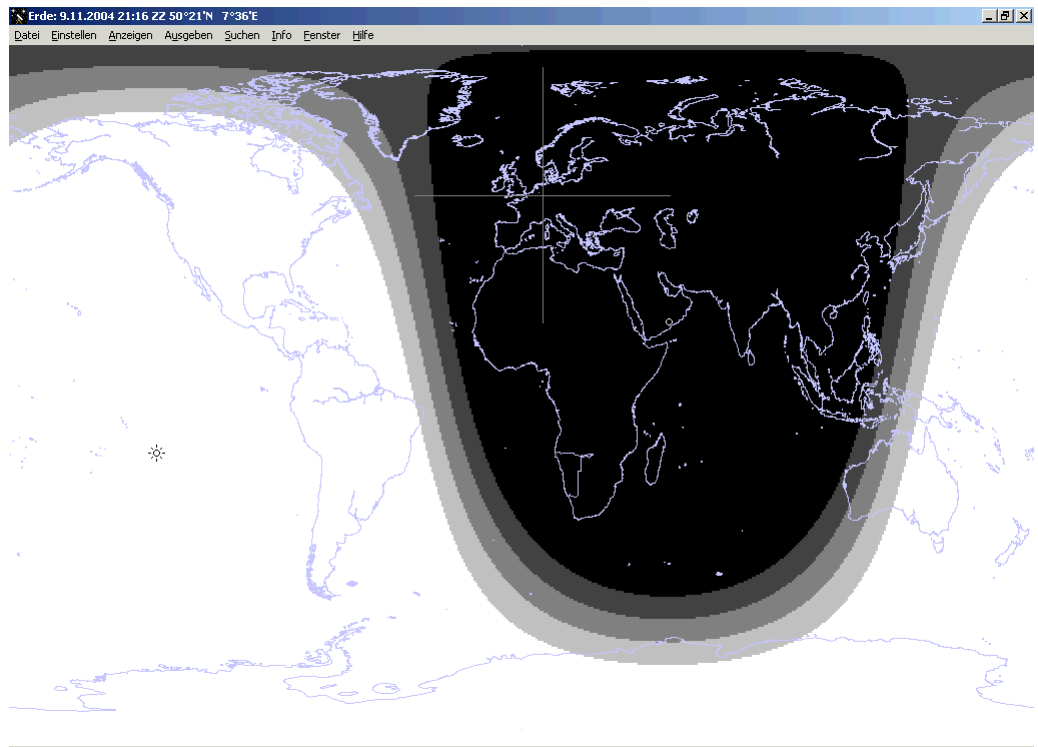 Erde: 9.11.2004 21:16 ZZ 50°21'N 7°36'E
Datei Einstellen Anzeigen Ausgeben Suchen Info Fenster Hilfe